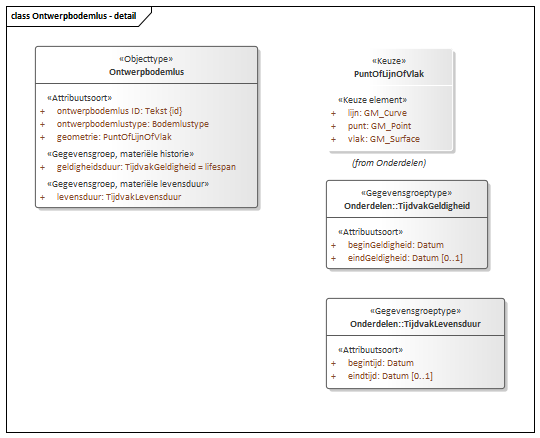 class Ontwerpbodemlus - detail
«Objecttype»
Ontwerpbodemlus
«Attribuutsoort»
+ ontwerpbodemlus ID: Tekst {id}
+ ontwerpbodemlustype: Bodemlustype
+ geometrie: PuntOfLijnOfVlak
«Gegevensgroep, materiële historie»
+ geldigheidsduur: TijdvakGeldigheid = lifespan
«Gegevensgroep, materiële levensduur»
+ levensduur: TijdvakLevensduur
«Keuze»
PuntOfLijnOfVlak
«Keuze element»
+ lijn: GM_Curve
+ punt: GM_Point
+ vlak: GM_Surface
(from Onderdelen)
«Gegevensgroeptype»
Onderdelen::TijdvakGeldigheid
«Attribuutsoort»
+ beginGeldigheid: Datum
+ eindGeldigheid: Datum [0..1]
«Gegevensgroeptype»
Onderdelen::TijdvakLevensduur
«Attribuutsoort»
+ begintijd: Datum
+ eindtijd: Datum [0..1]